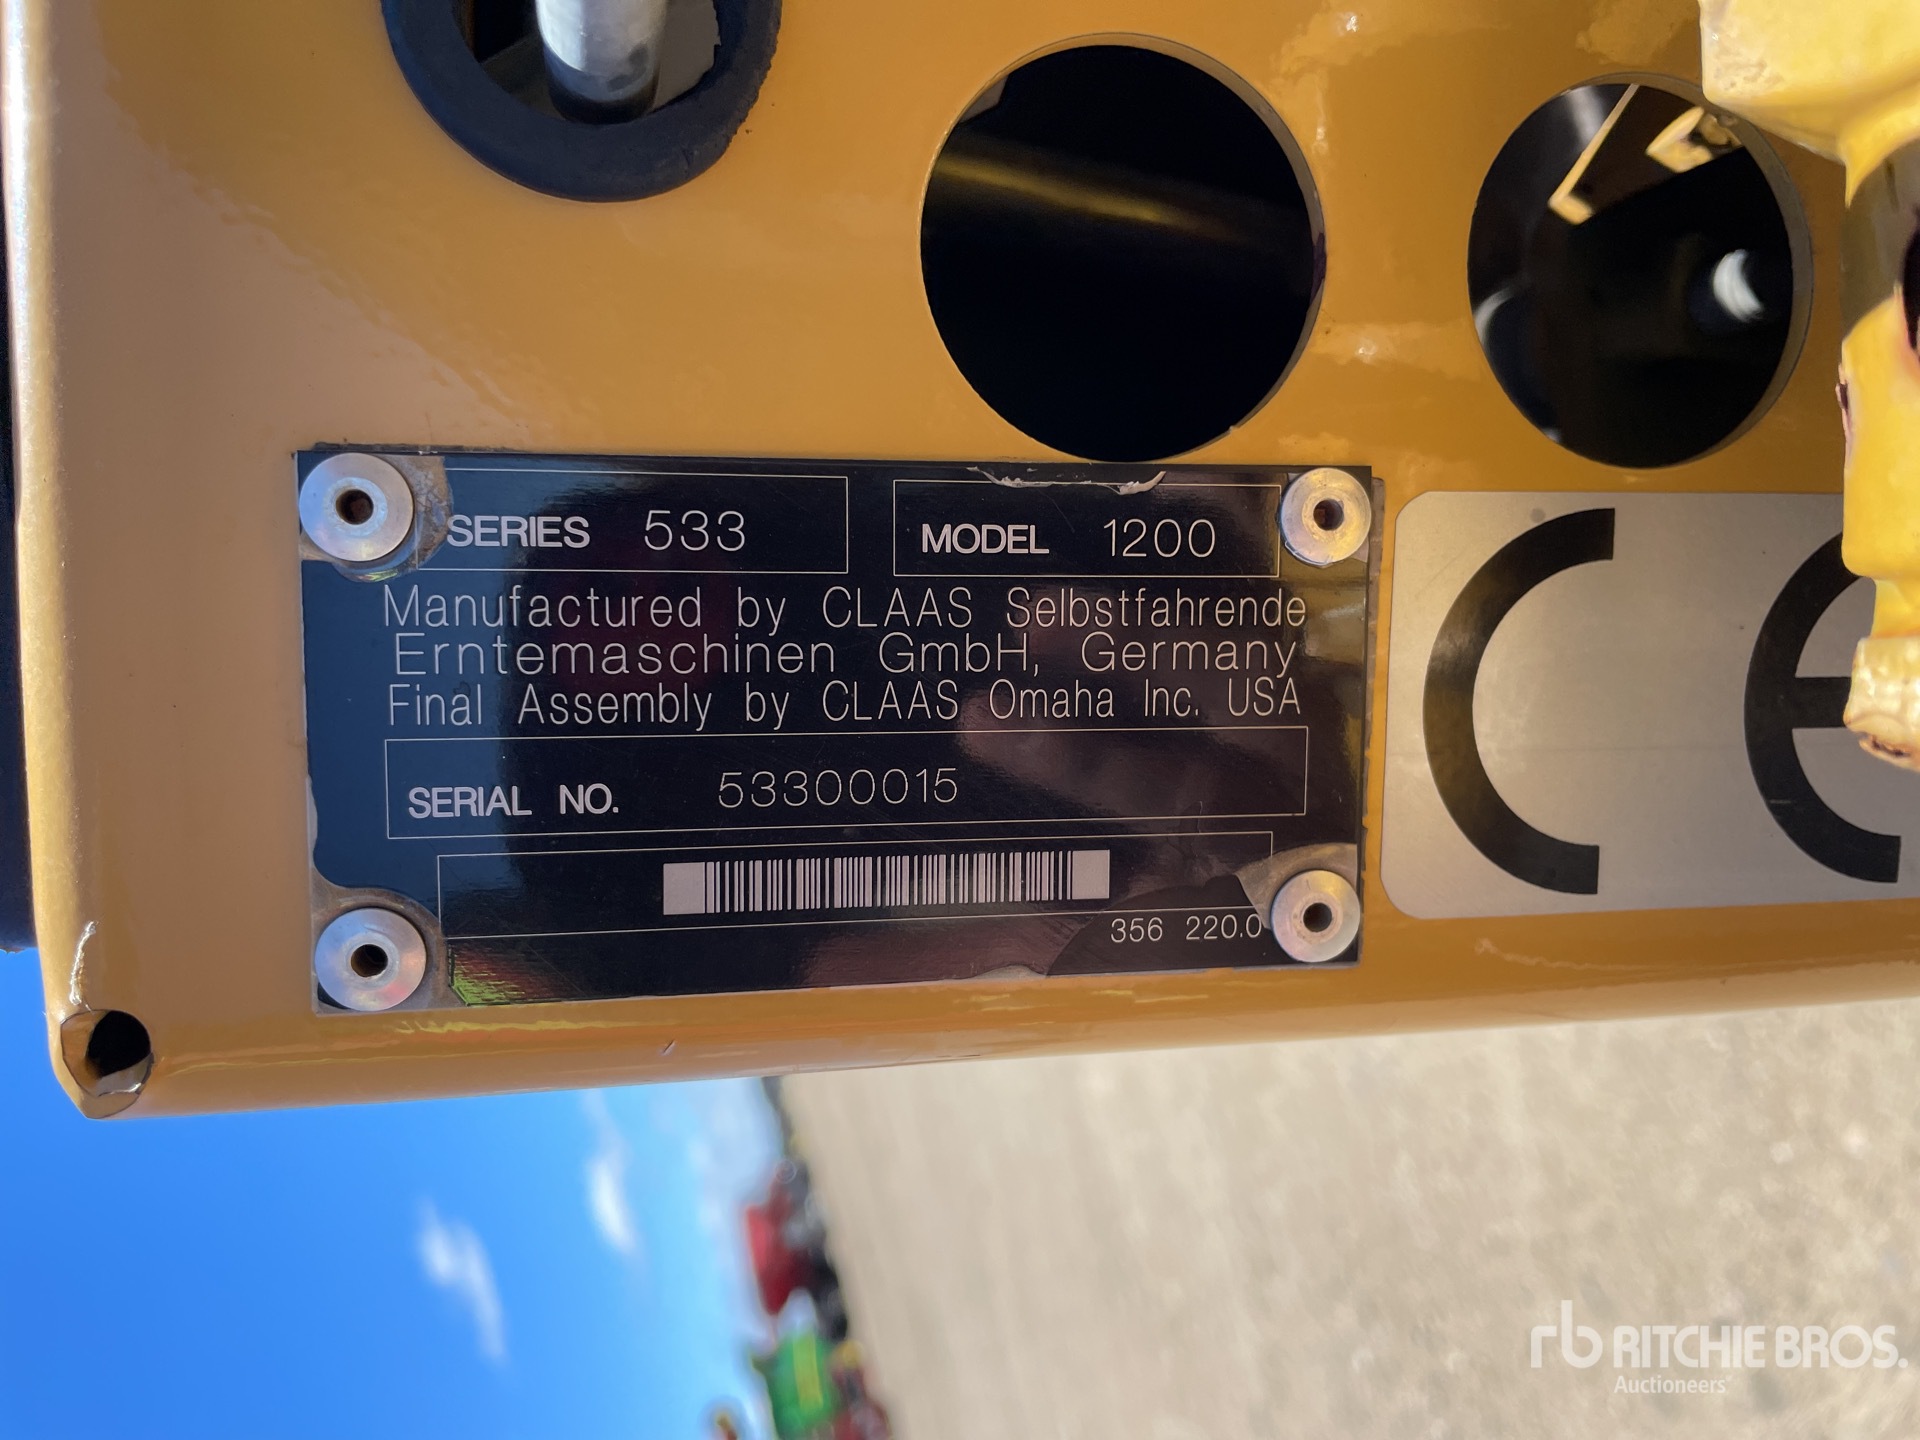 SERIES 533
MODEL 1200
Manufactured by CLAAS Selbstfahrende
Erntemaschinen GmbH, Germany
Final Assembly by CLAAS Omaha Inc. USA
SERIAL NO. 53300015
356 220.0
CE
rb RITCHIE BROS.
Auctioneers